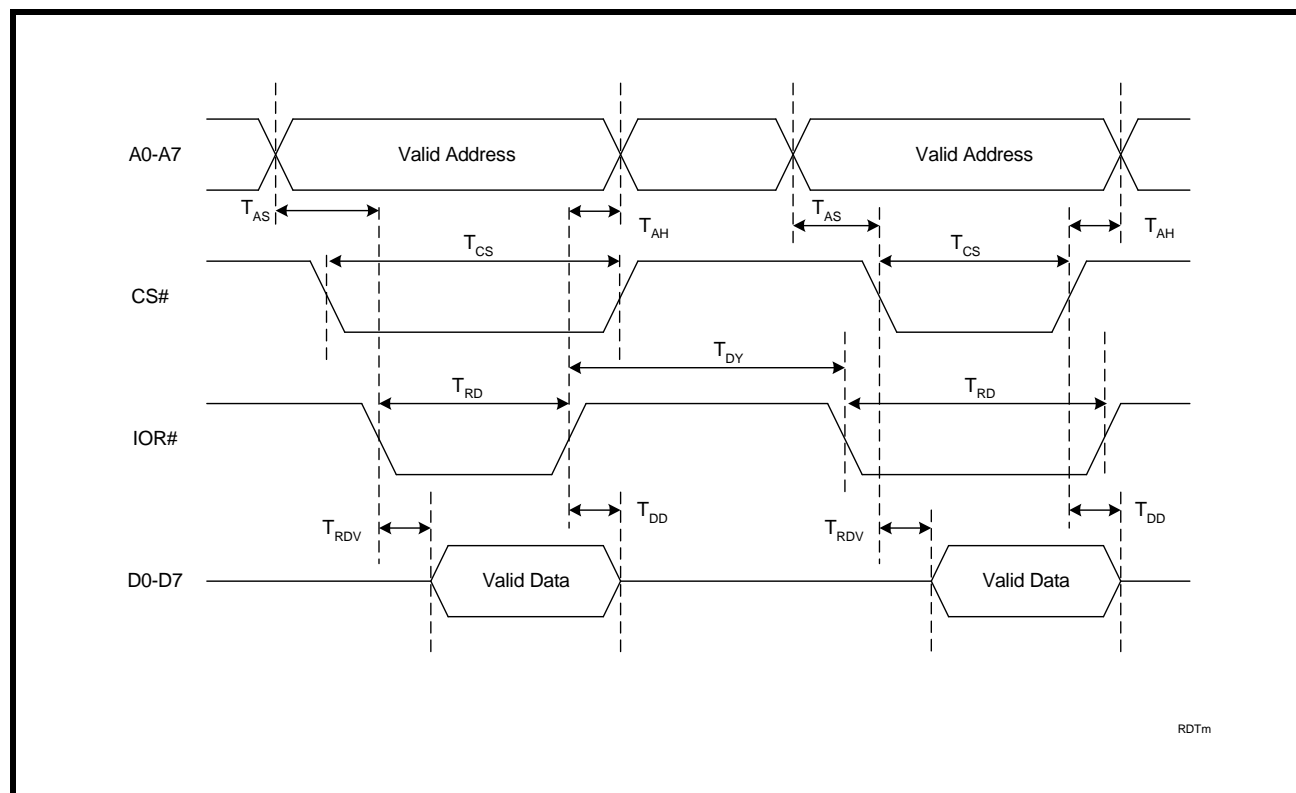 A0-A7
Valid Address
Valid Address
TAS
TAH
TAS
TAH
TCS
TCS
CS#
TDY
TRD
TRD
IOR#
TRDV
TDD
TRDV
TDD
D0-D7
Valid Data
Valid Data
RDTm